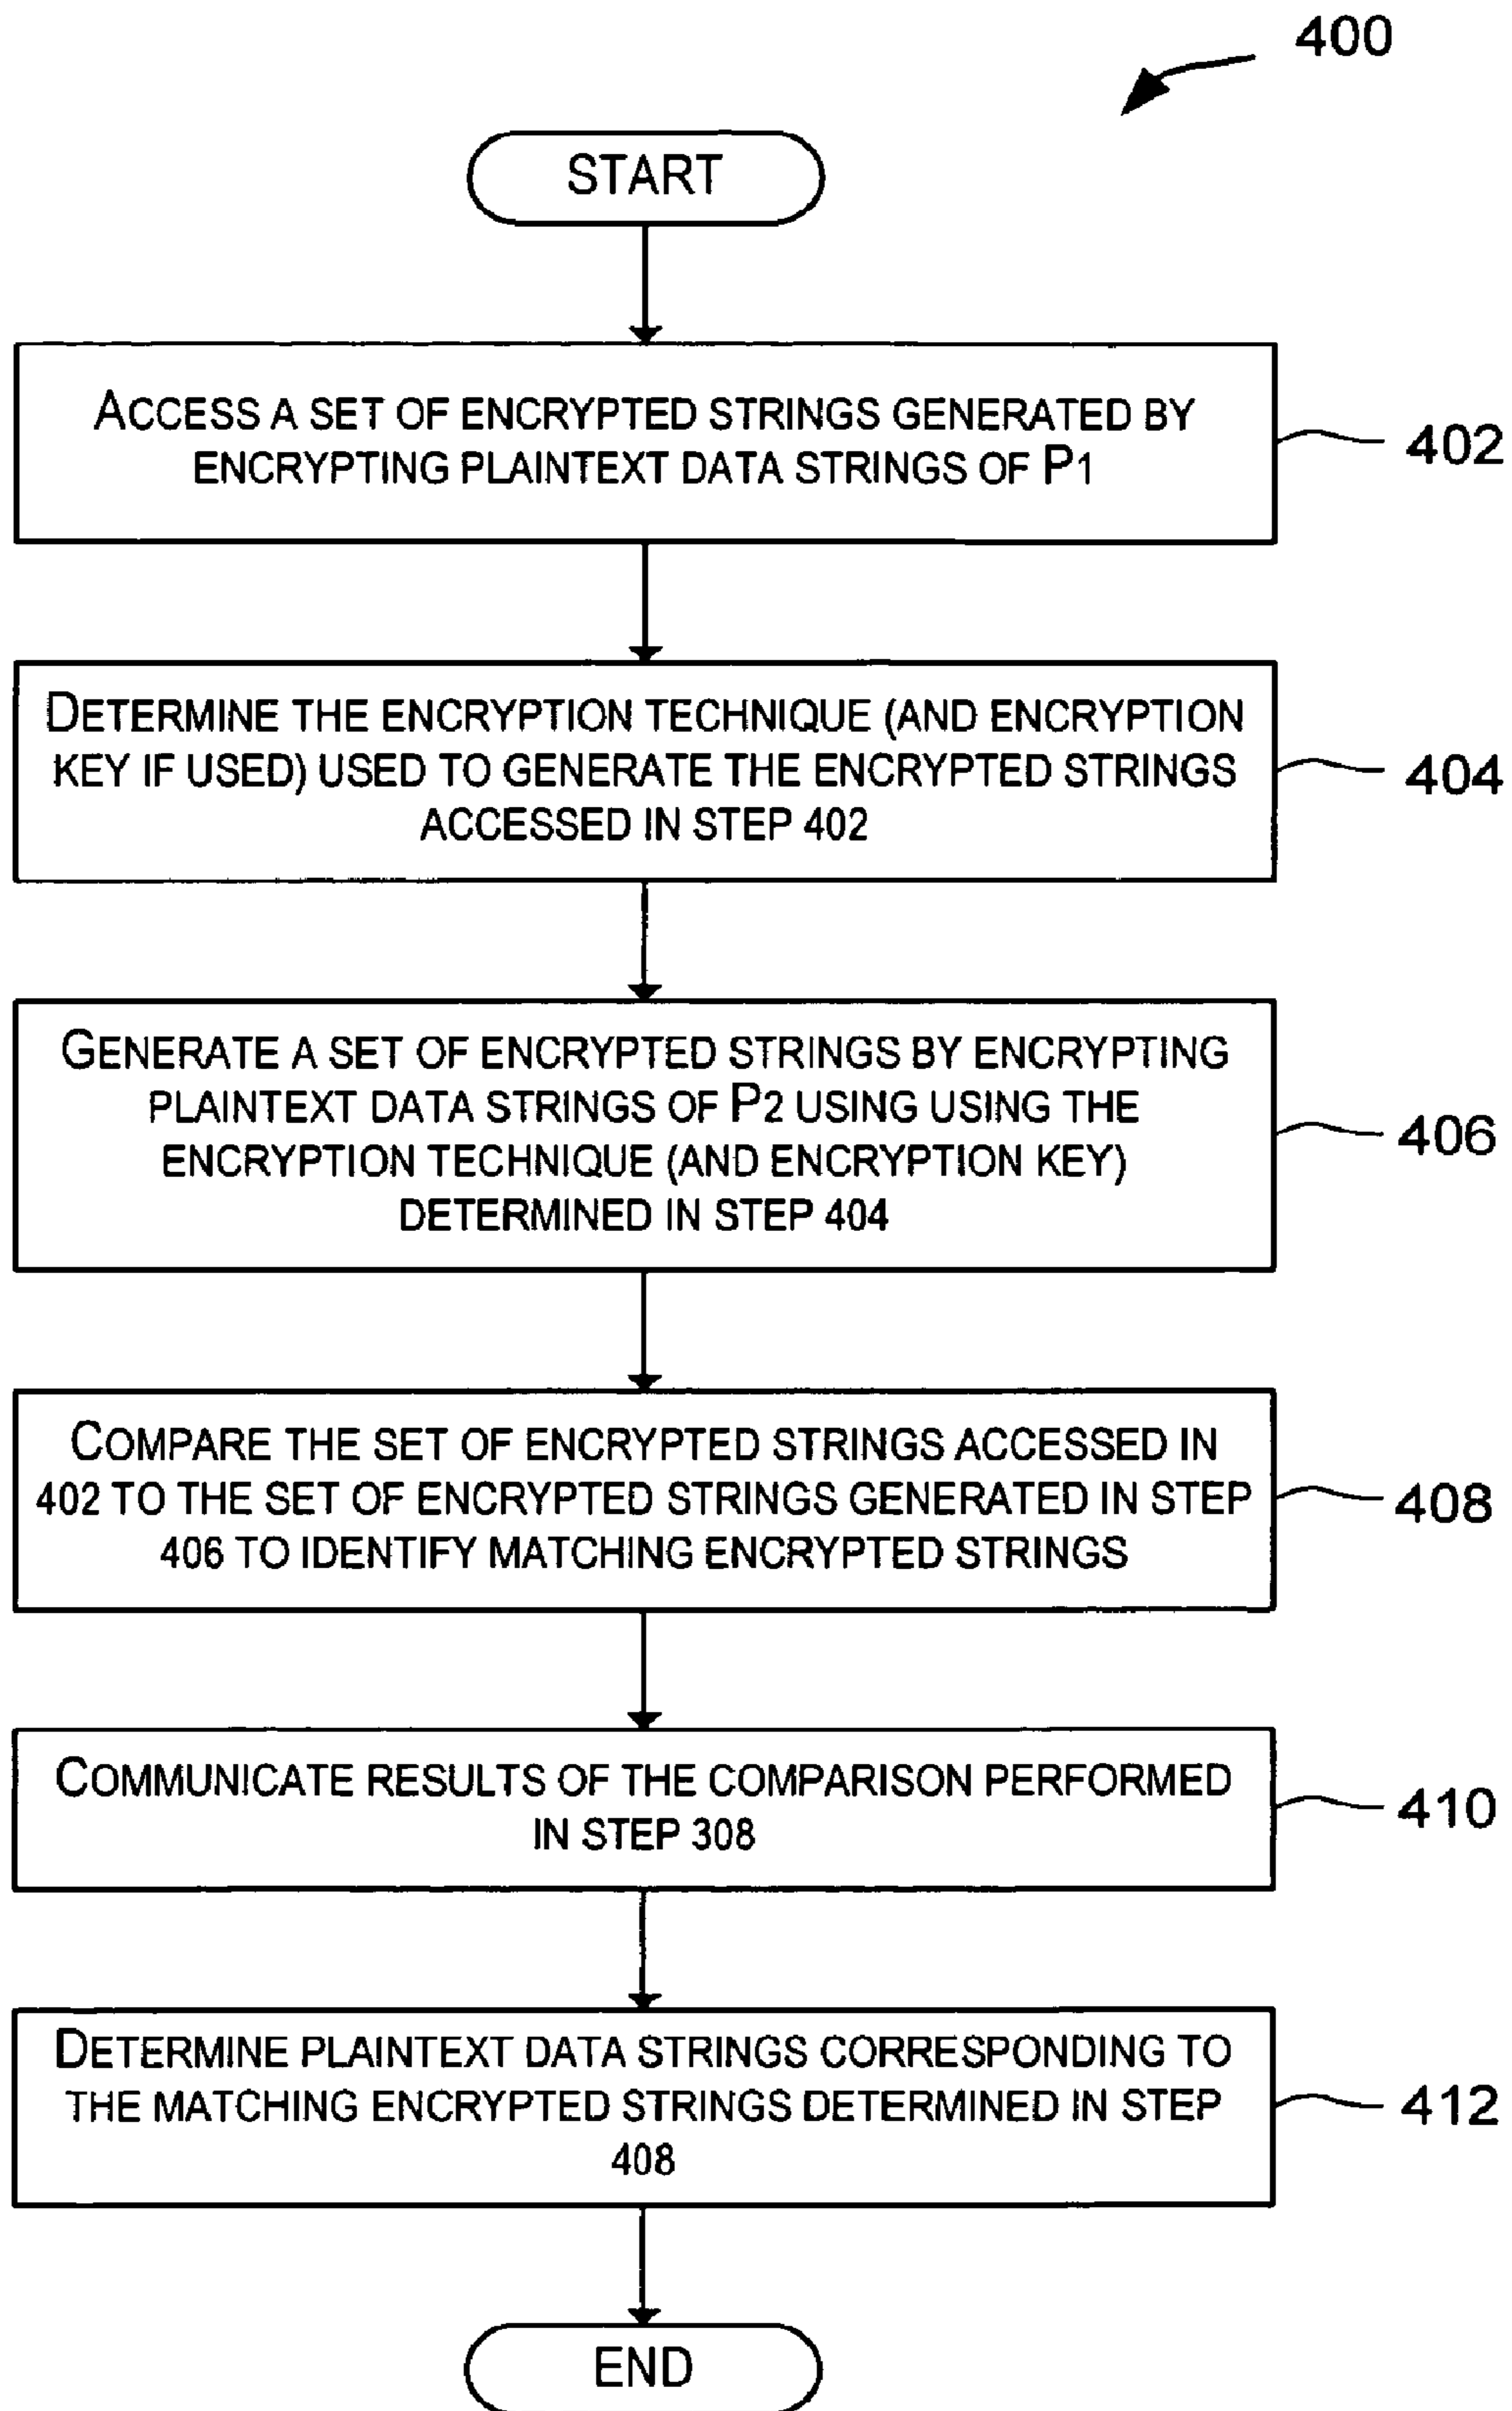 400
START
ACCESS A SET OF ENCRYPTED STRINGS GENERATED BY
ENCRYPTING PLAINTEXT DATA STRINGS OF P1
402
DETERMINE THE ENCRYPTION TECHNIQUE (AND ENCRYPTION
KEY IF USED) USED TO GENERATE THE ENCRYPTED STRINGS
ACCESSED IN STEP 402
404
GENERATE A SET OF ENCRYPTED STRINGS BY ENCRYPTING
PLAINTEXT DATA STRINGS OF P2 USING USING THE
ENCRYPTION TECHNIQUE (AND ENCRYPTION KEY)
DETERMINED IN STEP 404
406
COMPARE THE SET OF ENCRYPTED STRINGS ACCESSED IN
402 TO THE SET OF ENCRYPTED STRINGS GENERATED IN STEP
406 TO IDENTIFY MATCHING ENCRYPTED STRINGS
408
COMMUNICATE RESULTS OF THE COMPARISON PERFORMED
IN STEP 308
410
DETERMINE PLAINTEXT DATA STRINGS CORRESPONDING TO
THE MATCHING ENCRYPTED STRINGS DETERMINED IN STEP
408
412
END